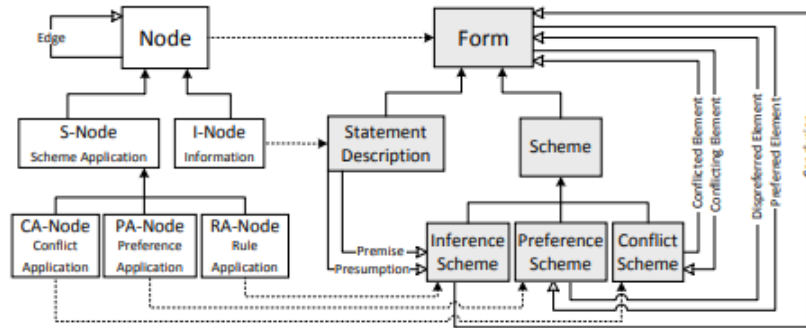 Edge
Node
Form
S-Node
Scheme Application
I-Node
Information
Statement
Description
Scheme
CA-Node
Conflict
Application
PA-Node
Preference
Application
RA-Node
Rule
Application
Premise
Presumption
Inference
Scheme
Preference
Scheme
Conflict
Scheme
Conflicted Element
Conflicting Element
Dispreferred Element
Preferred Element